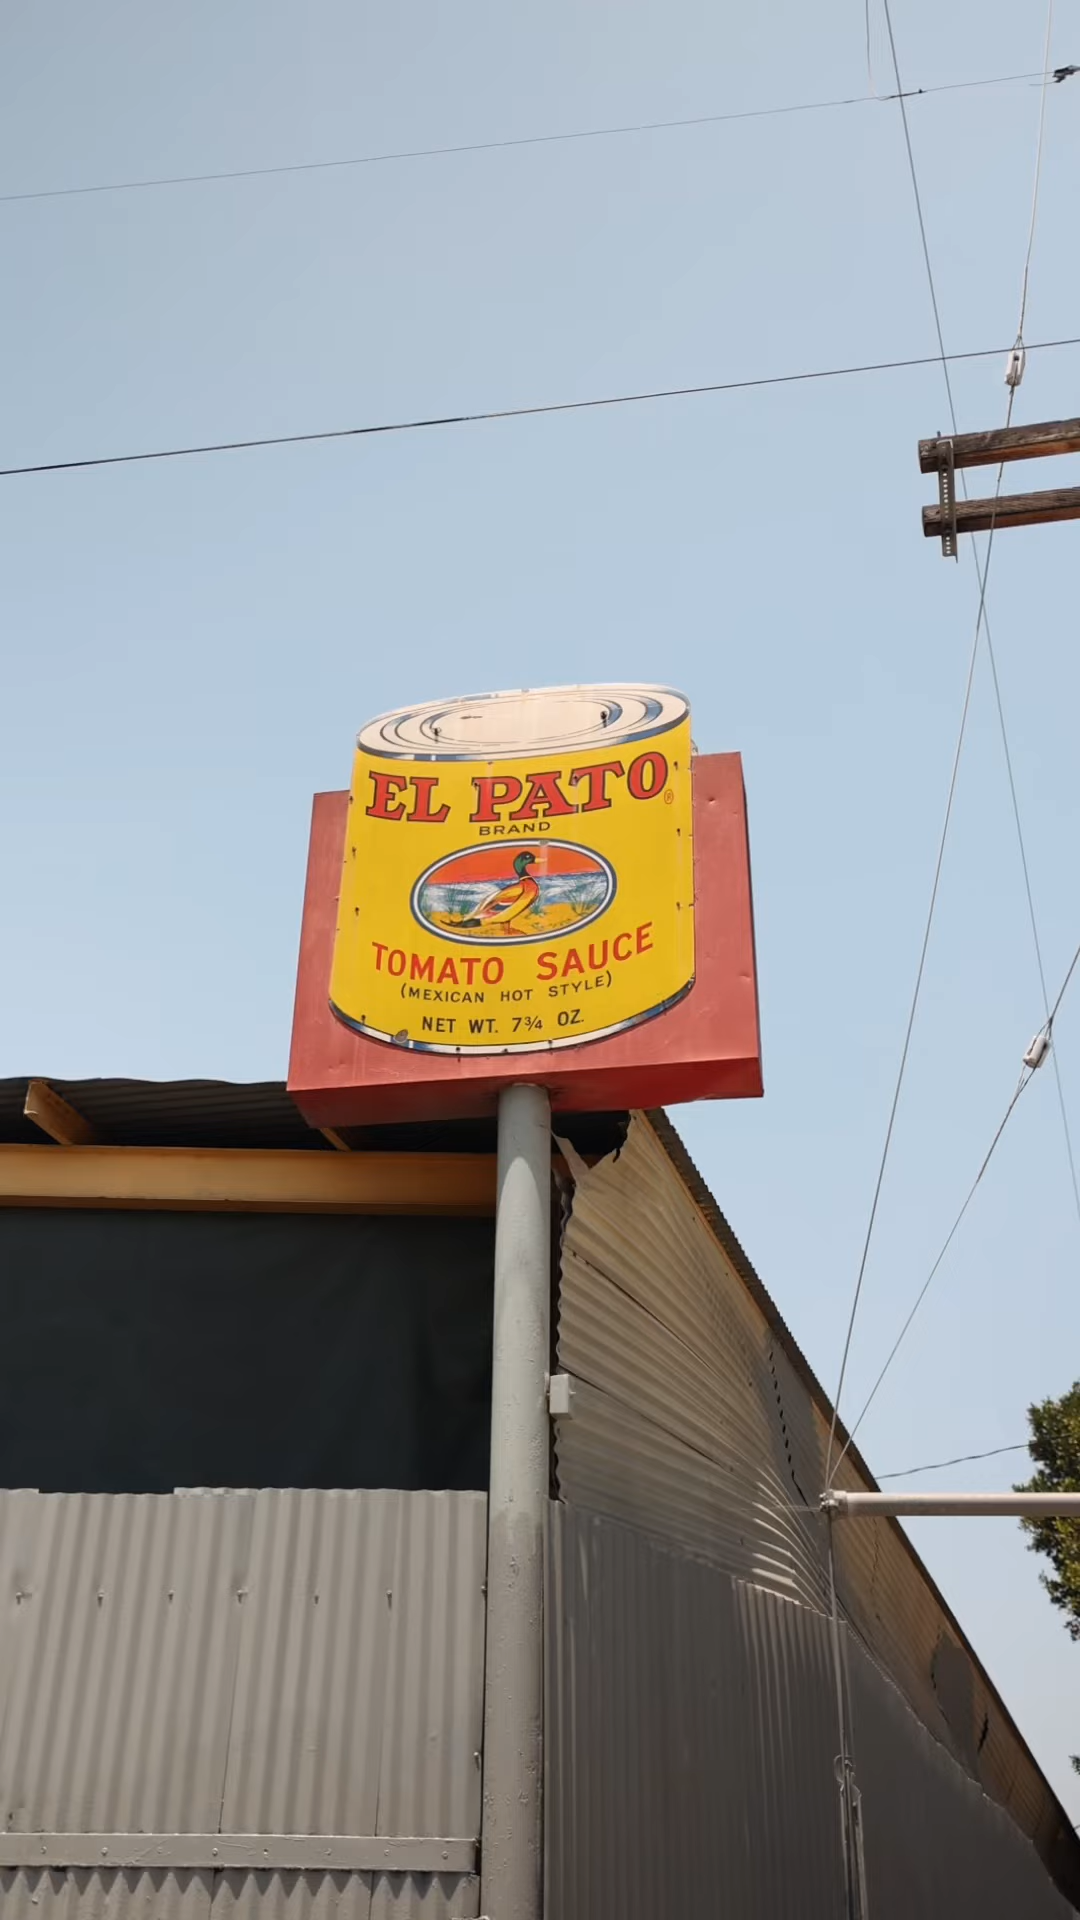 EL PATO®
BRAND
TOMATO SAUCE
(MEXICAN HOT STYLE)
NET WT. 7¾ OZ.